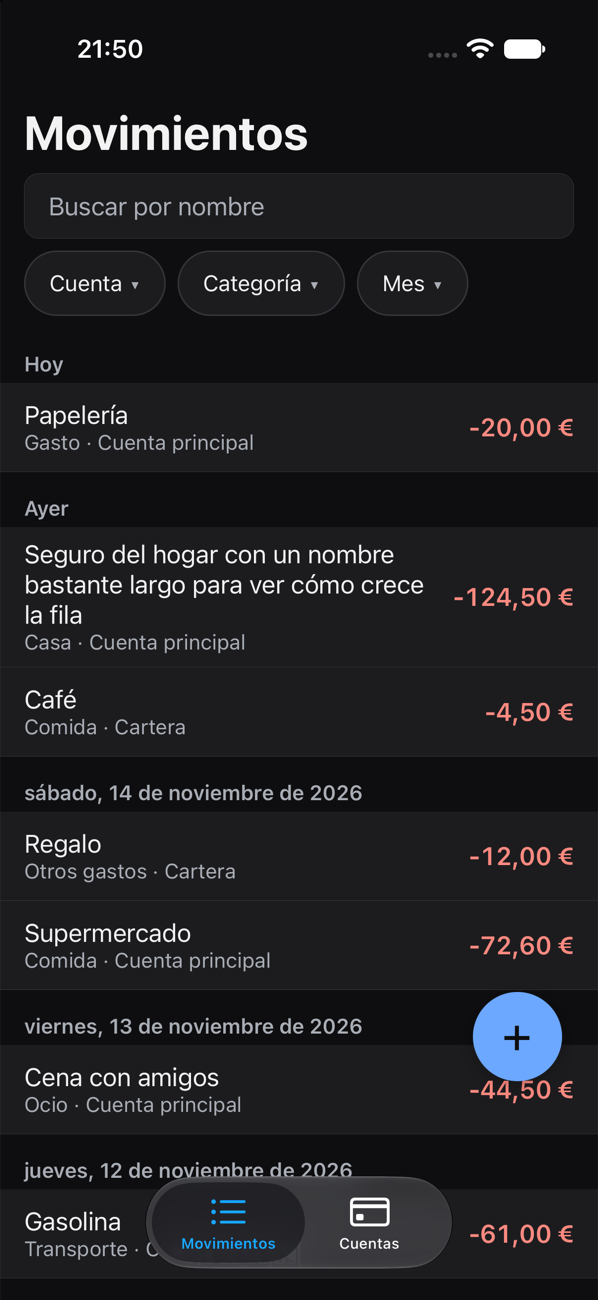 21:50
Movimientos
Buscar por nombre
Cuenta ▾
Categoría ▾
Mes ▾
Hoy
Papelería
Gasto · Cuenta principal
-20,00 €
Ayer
Seguro del hogar con un nombre
bastante largo para ver cómo crece
la fila
Casa · Cuenta principal
-124,50 €
Café
Comida · Cartera
-4,50 €
sábado, 14 de noviembre de 2026
Regalo
Otros gastos · Cartera
-12,00 €
Supermercado
Comida · Cuenta principal
-72,60 €
viernes, 13 de noviembre de 2026
+
Cena con amigos
Ocio · Cuenta principal
-44,50 €
jueves, 12 de noviembre de 2026
Gasolina
Transporte ·
-61,00 €
Movimientos
Cuentas